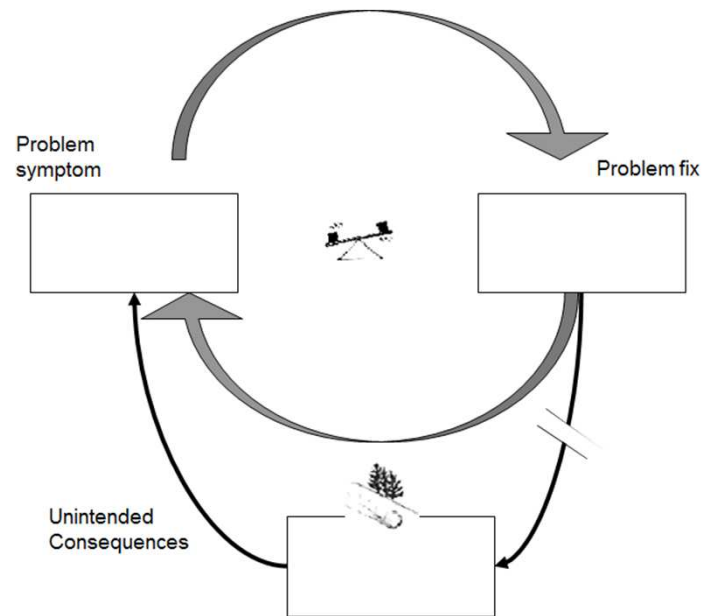 Problem
symptom
Problem fix
Unintended
Consequences